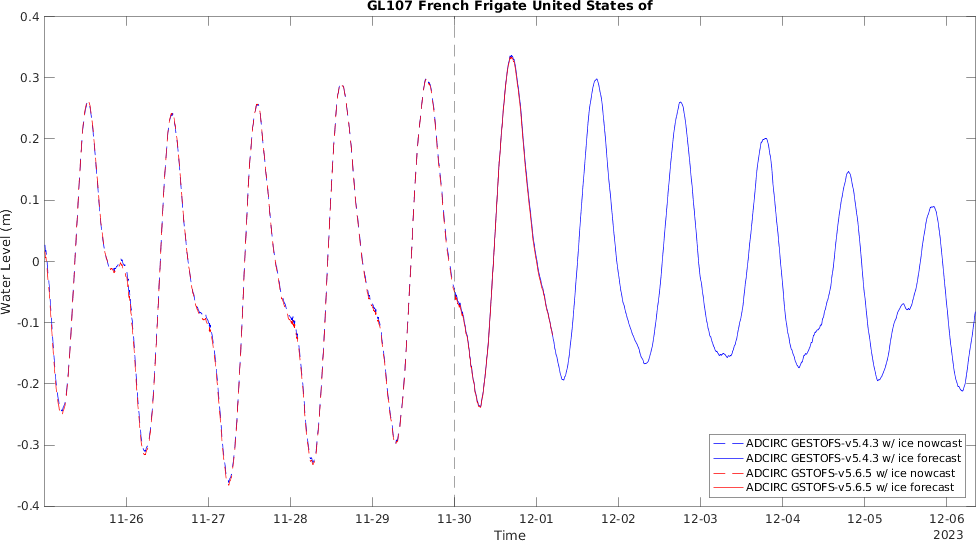 GL107 French Frigate United States of
0.4
0.3
0.2
0.1
0
-0.1
-0.2
-0.3
-0.4
Water Level (m)
11-26 11-27 11-28 11-29 11-30 12-01 12-02 12-03 12-04 12-05 12-06
Time 2023
ADCIRC GESTOFS-v5.4.3 w/ ice nowcast
ADCIRC GESTOFS-v5.4.3 w/ ice forecast
ADCIRC GSTOFS-v5.6.5 w/ ice nowcast
ADCIRC GSTOFS-v5.6.5 w/ ice forecast